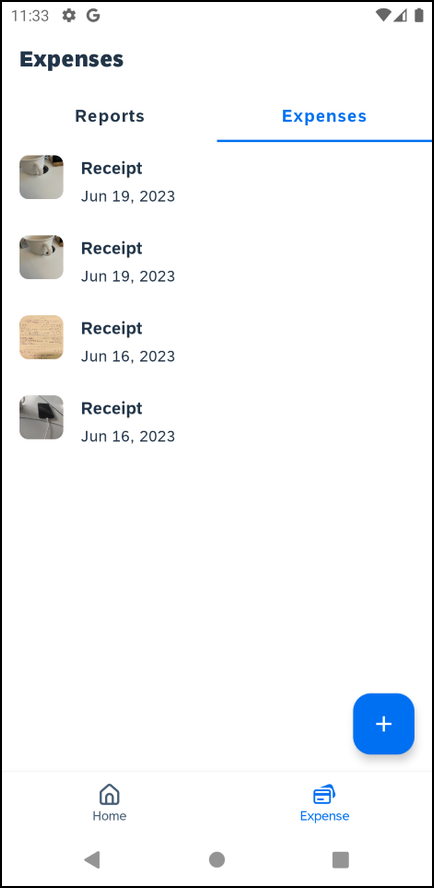 11:33
Expenses
Reports
Expenses
Receipt
Jun 19, 2023
Receipt
Jun 19, 2023
Receipt
Jun 16, 2023
Receipt
Jun 16, 2023
Home
Expense